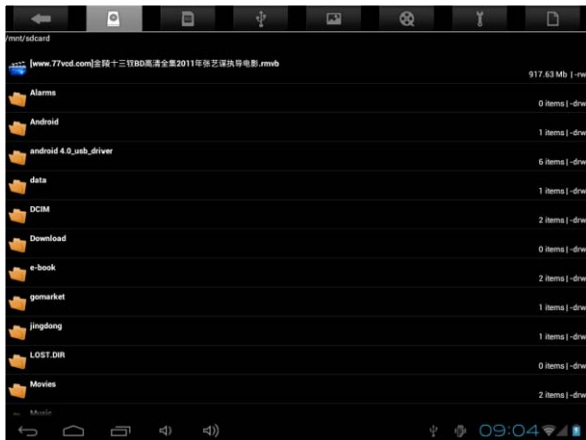 /mnt/sdcard
[www.77vcd.com]金陵十三钗BD高清全集2011年张艺谋执导电影.rmvb
917.63 Mb | -rw
Alarms
0 items | -drw
Android
1 items | -drw
android 4.0_usb_driver
6 items | -drw
data
1 items | -drw
DCIM
2 items | -drw
Download
0 items | -drw
e-book
2 items | -drw
gomarket
1 items | -drw
jingdong
1 items | -drw
LOST.DIR
0 items | -drw
Movies
2 items | -drw
Music
09:04